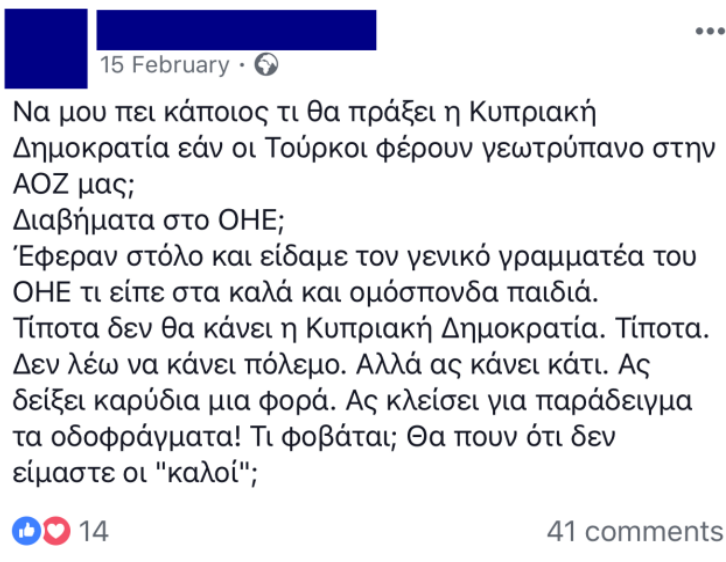 15 February ·
Να μου πει κάποιος τι θα πράξει η Κυπριακή
Δημοκρατία εάν οι Τούρκοι φέρουν γεωτρύπανο στην
ΑΟΖ μας;
Διαβήματα στο ΟΗΕ;
Έφεραν στόλο και είδαμε τον γενικό γραμματέα του
ΟΗΕ τι είπε στα καλά και ομόσπονδα παιδιά.
Τίποτα δεν θα κάνει η Κυπριακή Δημοκρατία. Τίποτα.
Δεν λέω να κάνει πόλεμο. Αλλά ας κάνει κάτι. Ας
δείξει καρύδια μια φορά. Ας κλείσει για παράδειγμα
τα οδοφράγματα! Τι φοβάται; Θα πουν ότι δεν
είμαστε οι "καλοί";
14 41 comments